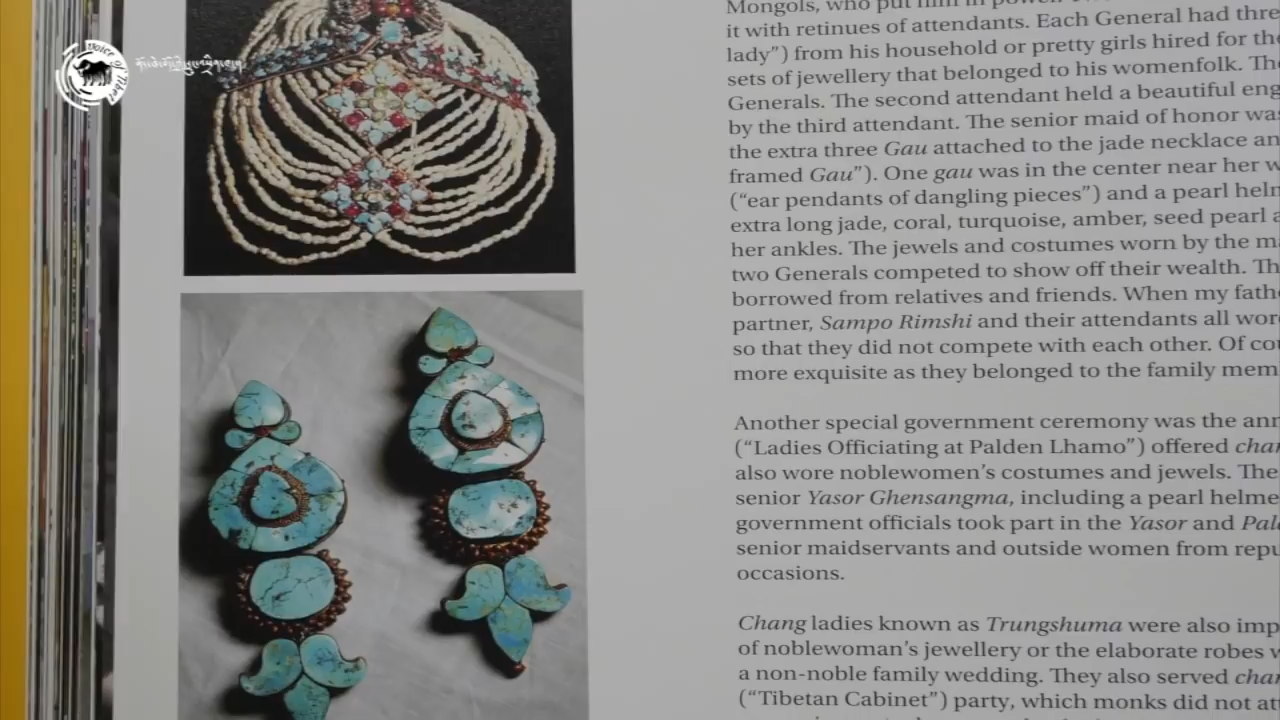 Voice of Tibet
Mongols, who put him in power.
it with retinues of attendants. Each General had thre
lady”) from his household or pretty girls hired for the
sets of jewellery that belonged to his womenfolk. The
Generals. The second attendant held a beautiful eng
by the third attendant. The senior maid of honor was
the extra three Gau attached to the jade necklace an
framed Gau”). One gau was in the center near her w
(“ear pendants of dangling pieces”) and a pearl helm
extra long jade, coral, turquoise, amber, seed pearl a
her ankles. The jewels and costumes worn by the m
two Generals competed to show off their wealth. Th
borrowed from relatives and friends. When my fathe
partner, Sampo Rimshi and their attendants all wor
so that they did not compete with each other. Of cou
more exquisite as they belonged to the family mem
Another special government ceremony was the ann
(“Ladies Officiating at Palden Lhamo”) offered chan
also wore noblewomen’s costumes and jewels. The
senior Yasor Ghensangma, including a pearl helme
government officials took part in the Yasor and Pal
senior maidservants and outside women from repu
occasions.
Chang ladies known as Trungshuma were also imp
of noblewoman’s jewellery or the elaborate robes w
a non-noble family wedding. They also served chan
(“Tibetan Cabinet”) party, which monks did not at